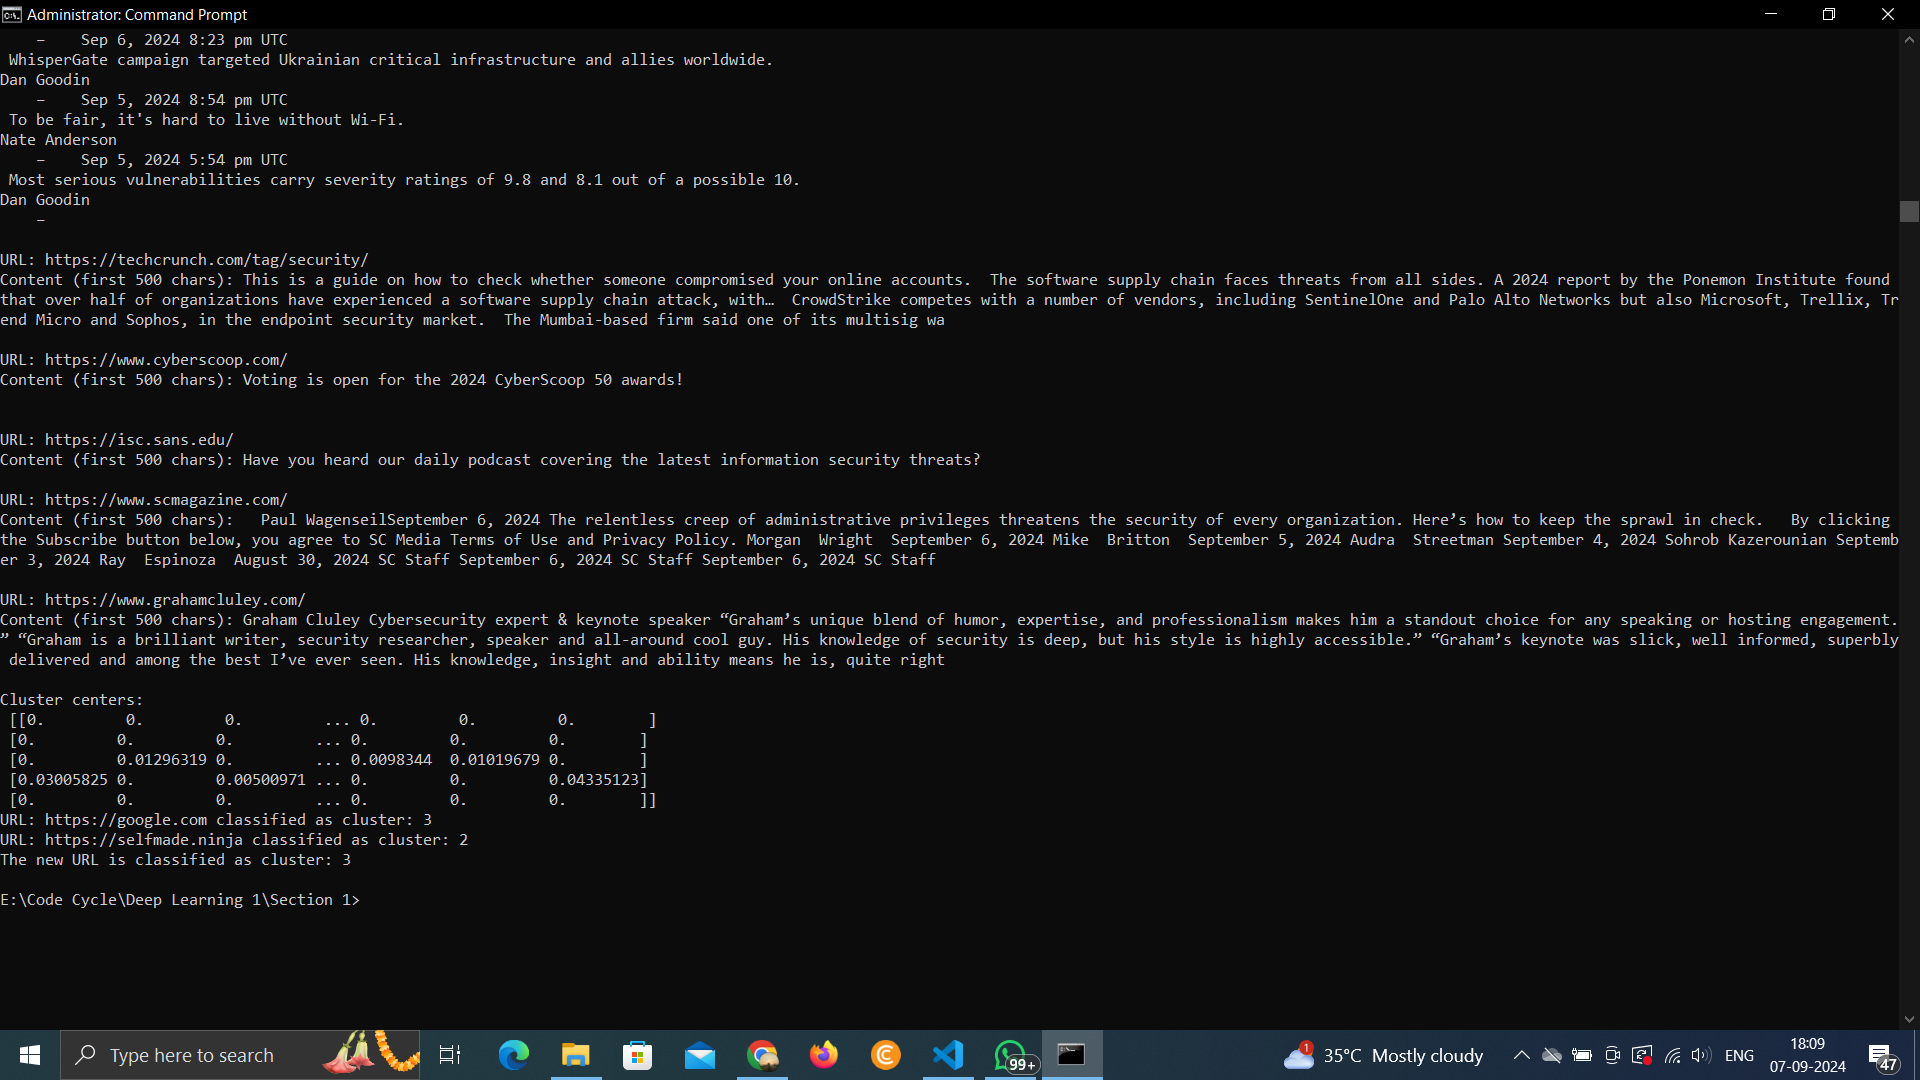 Administrator: Command Prompt
– Sep 6, 2024 8:23 pm UTC
WhisperGate campaign targeted Ukrainian critical infrastructure and allies worldwide.
Dan Goodin
– Sep 5, 2024 8:54 pm UTC
To be fair, it's hard to live without Wi-Fi.
Nate Anderson
– Sep 5, 2024 5:54 pm UTC
Most serious vulnerabilities carry severity ratings of 9.8 and 8.1 out of a possible 10.
Dan Goodin
–
URL: https://techcrunch.com/tag/security/
Content (first 500 chars): This is a guide on how to check whether someone compromised your online accounts.  The software supply chain faces threats from all sides. A 2024 report by the Ponemon Institute found
that over half of organizations have experienced a software supply chain attack, with…  CrowdStrike competes with a number of vendors, including SentinelOne and Palo Alto Networks but also Microsoft, Trellix, Tr
end Micro and Sophos, in the endpoint security market.  The Mumbai-based firm said one of its multisig wa
URL: https://www.cyberscoop.com/
Content (first 500 chars): Voting is open for the 2024 CyberScoop 50 awards!
URL: https://isc.sans.edu/
Content (first 500 chars): Have you heard our daily podcast covering the latest information security threats?
URL: https://www.scmagazine.com/
Content (first 500 chars):   Paul WagenseilSeptember 6, 2024 The relentless creep of administrative privileges threatens the security of every organization. Here’s how to keep the sprawl in check.   By clicking
the Subscribe button below, you agree to SC Media Terms of Use and Privacy Policy. Morgan  Wright  September 6, 2024 Mike  Britton  September 5, 2024 Audra  Streetman September 4, 2024 Sohrob Kazerounian Septemb
er 3, 2024 Ray  Espinoza  August 30, 2024 SC Staff September 6, 2024 SC Staff September 6, 2024 SC Staff
URL: https://www.grahamcluley.com/
Content (first 500 chars): Graham Cluley Cybersecurity expert & keynote speaker “Graham’s unique blend of humor, expertise, and professionalism makes him a standout choice for any speaking or hosting engagement.
” “Graham is a brilliant writer, security researcher, speaker and all-around cool guy. His knowledge of security is deep, but his style is highly accessible.” “Graham’s keynote was slick, well informed, superbly
delivered and among the best I’ve ever seen. His knowledge, insight and ability means he is, quite right
Cluster centers:
[[0. 0. 0. ... 0. 0. 0. ]
[0. 0. 0. ... 0. 0. 0. ]
[0. 0.01296319 0. ... 0.0098344 0.01019679 0. ]
[0.03005825 0. 0.00500971 ... 0. 0. 0.04335123]
[0. 0. 0. ... 0. 0. 0. ]]
URL: https://google.com classified as cluster: 3
URL: https://selfmade.ninja classified as cluster: 2
The new URL is classified as cluster: 3
E:\Code Cycle\Deep Learning 1\Section 1>
Type here to search
99+
1
35°C Mostly cloudy
ENG
18:09
07-09-2024
47